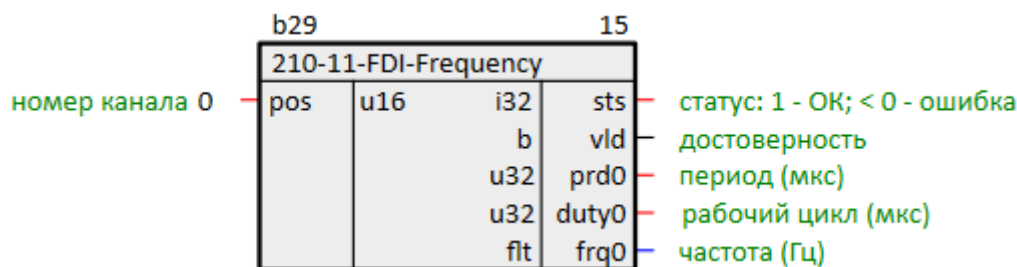 b29 15
210-11-FDI-Frequency
номер канала 0 pos u16 i32 sts статус: 1 - ОК; < 0 - ошибка
b vld достоверность
u32 prd0 период (мкс)
u32 duty0 рабочий цикл (мкс)
flt frq0 частота (Гц)